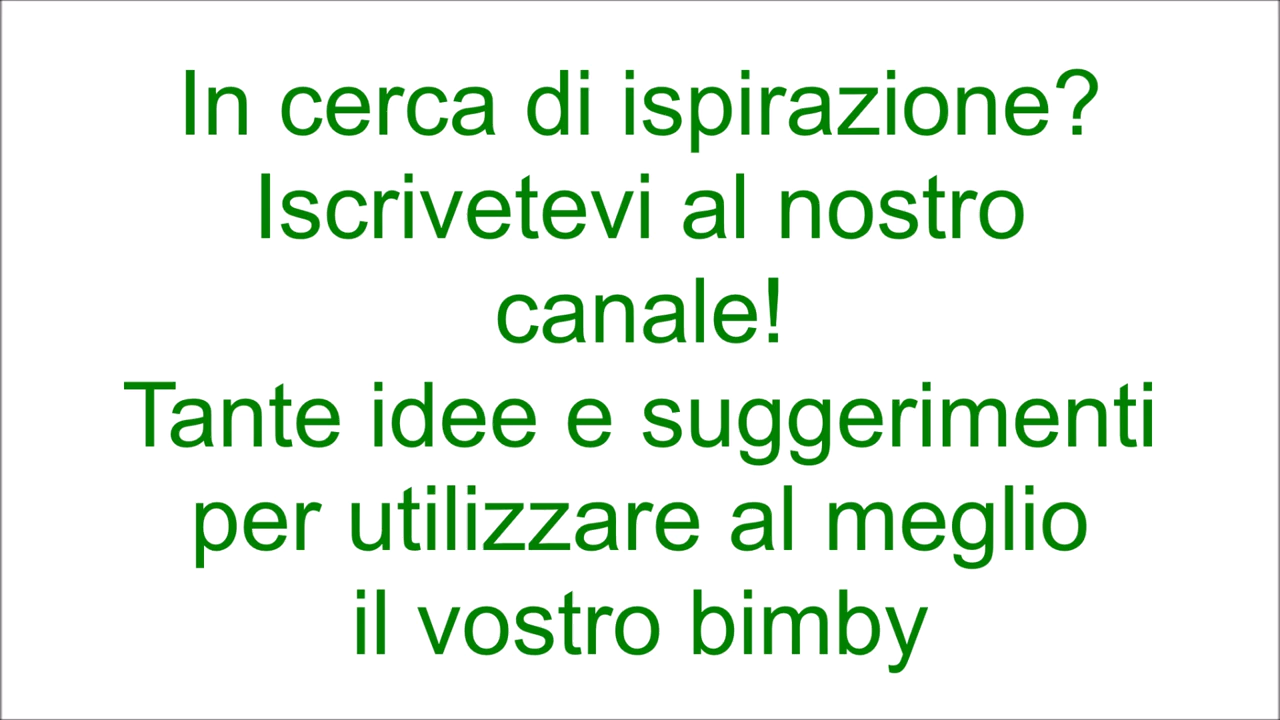 In cerca di ispirazione?
Iscrivetevi al nostro
canale!
Tante idee e suggerimenti
per utilizzare al meglio
il vostro bimby